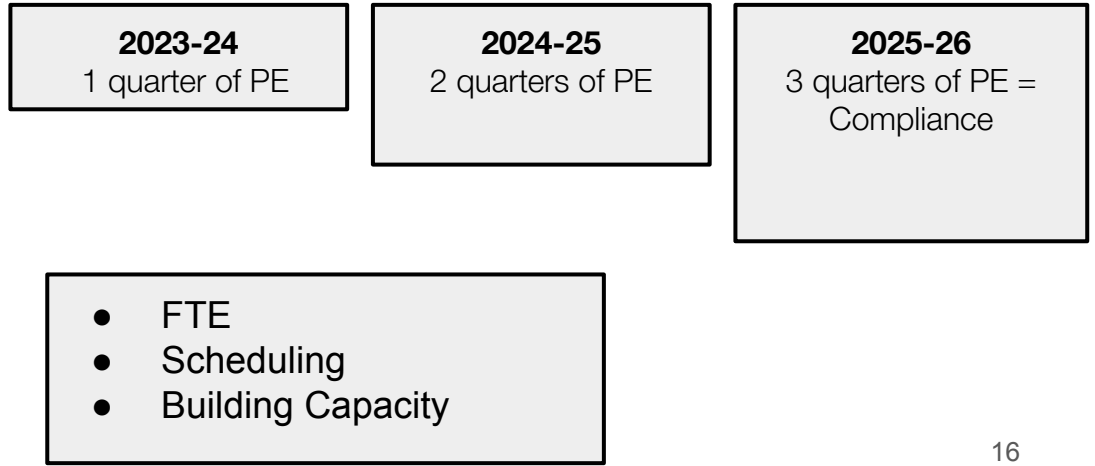 2023-24
1 quarter of PE
2024-25
2 quarters of PE
2025-26
3 quarters of PE =
Compliance
● FTE
● Scheduling
● Building Capacity
16